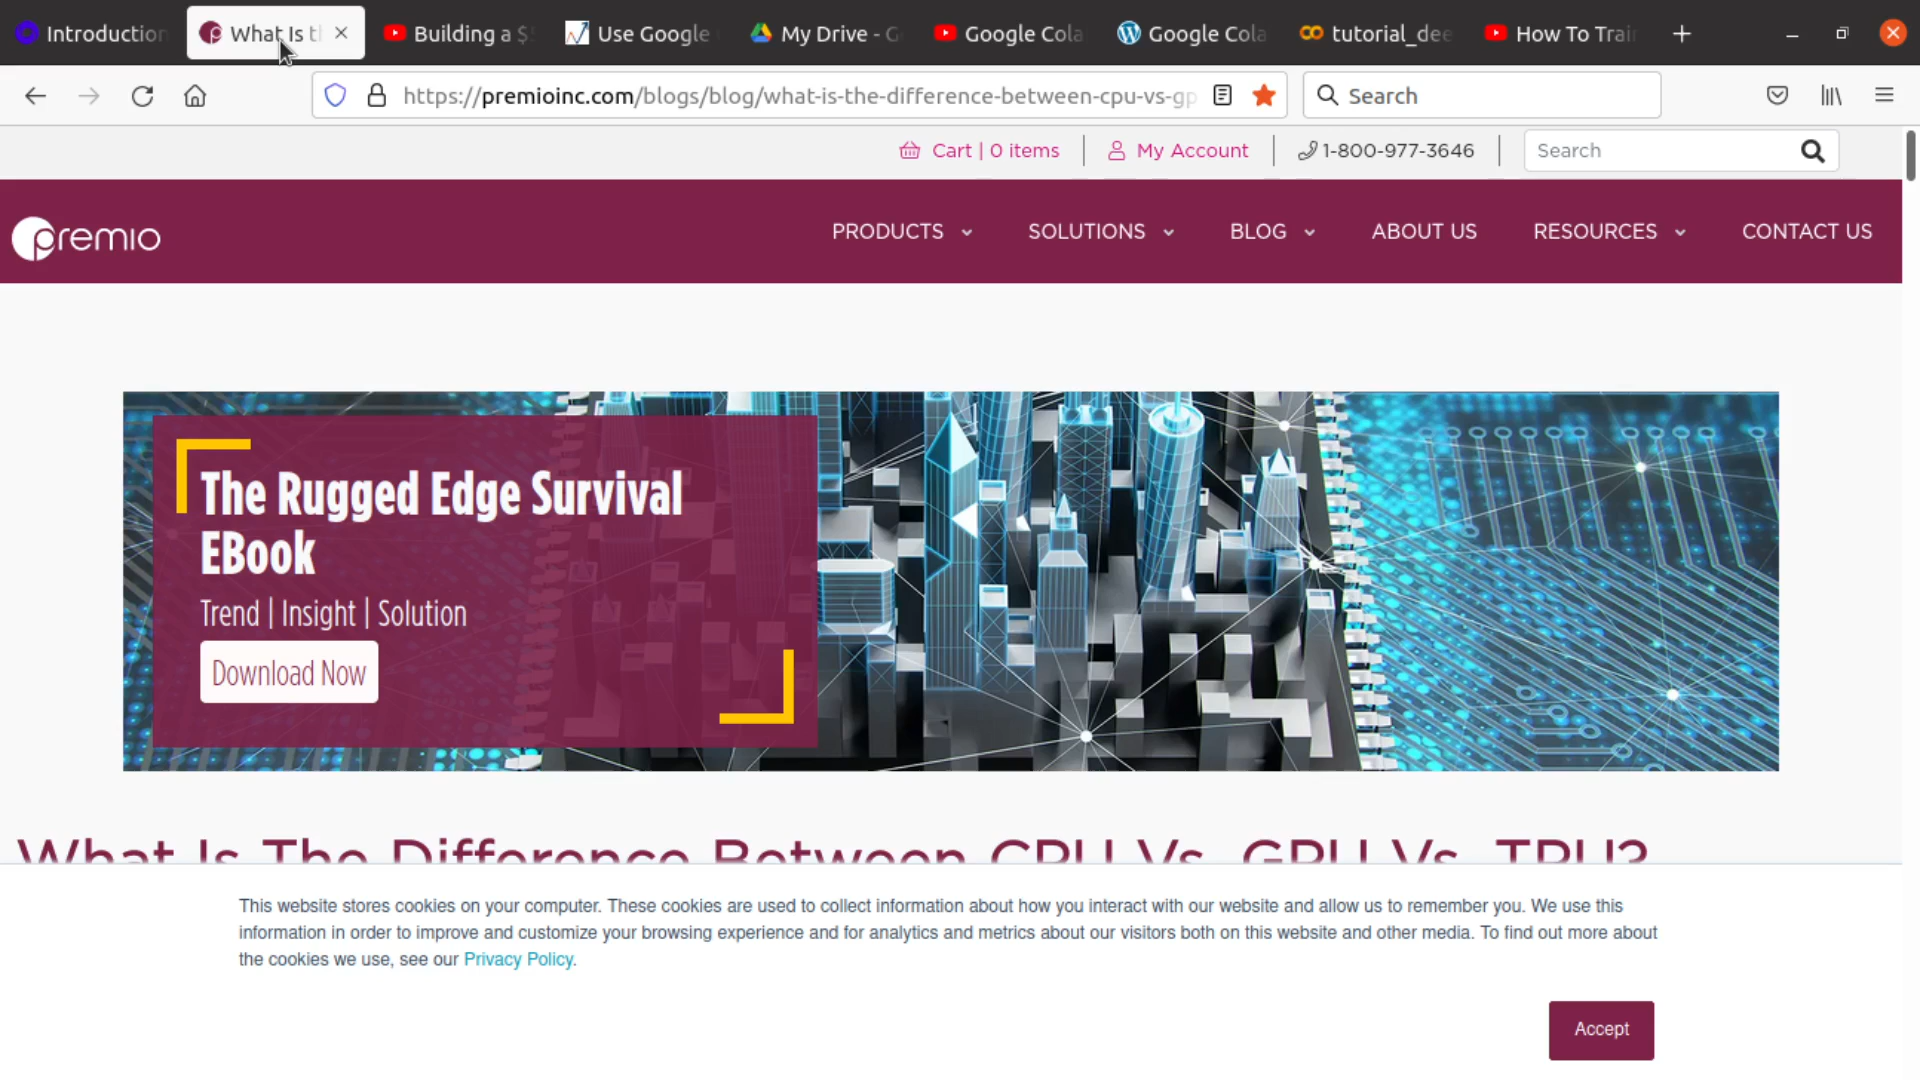 Introduction
What Is t
Building a $
Use Google
My Drive - G
Google Cola
Google Cola
tutorial_dee
How To Trai
https://premioinc.com/blogs/blog/what-is-the-difference-between-cpu-vs-gp
Search
Cart | 0 items
My Account
1-800-977-3646
Search
premio
PRODUCTS
SOLUTIONS
BLOG
ABOUT US
RESOURCES
CONTACT US
The Rugged Edge Survival
EBook
Trend | Insight | Solution
Download Now
What Is The Difference Between CPU Vs. GPU Vs. TPU?
This website stores cookies on your computer. These cookies are used to collect information about how you interact with our website and allow us to remember you. We use this
information in order to improve and customize your browsing experience and for analytics and metrics about our visitors both on this website and other media. To find out more about
the cookies we use, see our Privacy Policy.
Accept